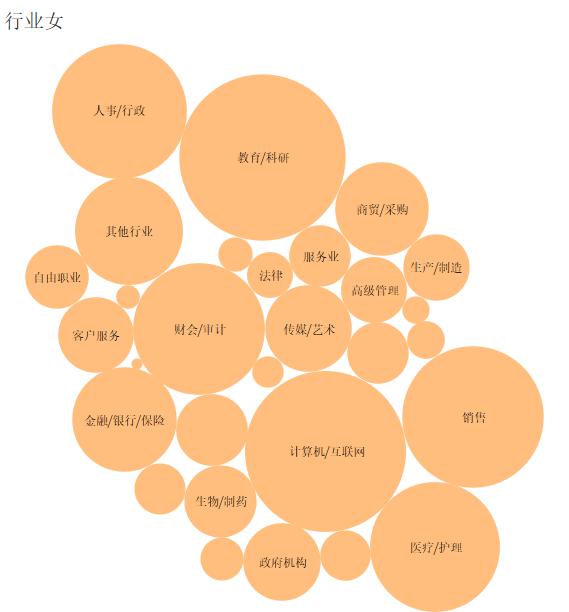 行业女
人事/行政
教育/科研
商贸/采购
其他行业
服务业
法律
生产/制造
自由职业
高级管理
客户服务
财会/审计
传媒/艺术
金融/银行/保险
销售
计算机/互联网
生物/制药
医疗/护理
政府机构